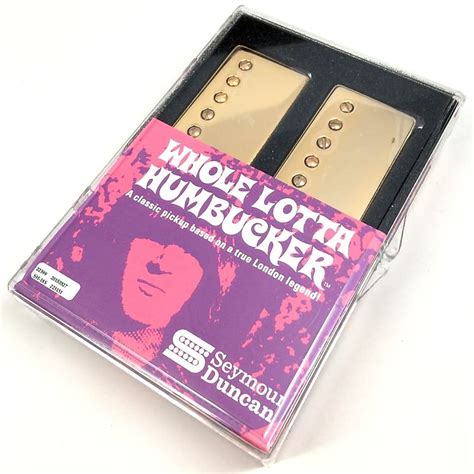 WHOLE LOTTA
HUMBUCKER™
A classic pickup based on a true London legend!
Seymour
Duncan